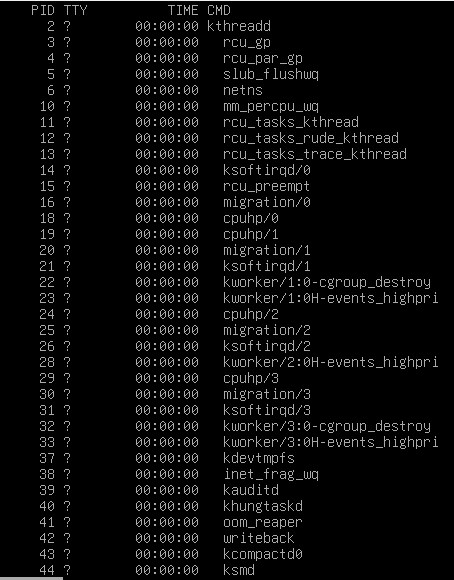 PID TTY          TIME CMD
2 ?        00:00:00 kthreadd
3 ?        00:00:00   rcu_gp
4 ?        00:00:00   rcu_par_gp
5 ?        00:00:00   slub_flushwq
6 ?        00:00:00   netns
10 ?        00:00:00   mm_percpu_wq
11 ?        00:00:00   rcu_tasks_kthread
12 ?        00:00:00   rcu_tasks_rude_kthread
13 ?        00:00:00   rcu_tasks_trace_kthread
14 ?        00:00:00   ksoftirqd/0
15 ?        00:00:00   rcu_preempt
16 ?        00:00:00   migration/0
18 ?        00:00:00   cpuhp/0
19 ?        00:00:00   cpuhp/1
20 ?        00:00:00   migration/1
21 ?        00:00:00   ksoftirqd/1
22 ?        00:00:00   kworker/1:0-cgroup_destroy
23 ?        00:00:00   kworker/1:0H-events_highpri
24 ?        00:00:00   cpuhp/2
25 ?        00:00:00   migration/2
26 ?        00:00:00   ksoftirqd/2
28 ?        00:00:00   kworker/2:0H-events_highpri
29 ?        00:00:00   cpuhp/3
30 ?        00:00:00   migration/3
31 ?        00:00:00   ksoftirqd/3
32 ?        00:00:00   kworker/3:0-cgroup_destroy
33 ?        00:00:00   kworker/3:0H-events_highpri
37 ?        00:00:00   kdevtmpfs
38 ?        00:00:00   inet_frag_wq
39 ?        00:00:00   kauditd
40 ?        00:00:00   khungtaskd
41 ?        00:00:00   oom_reaper
42 ?        00:00:00   writeback
43 ?        00:00:00   kcompactd0
44 ?        00:00:00   ksmd